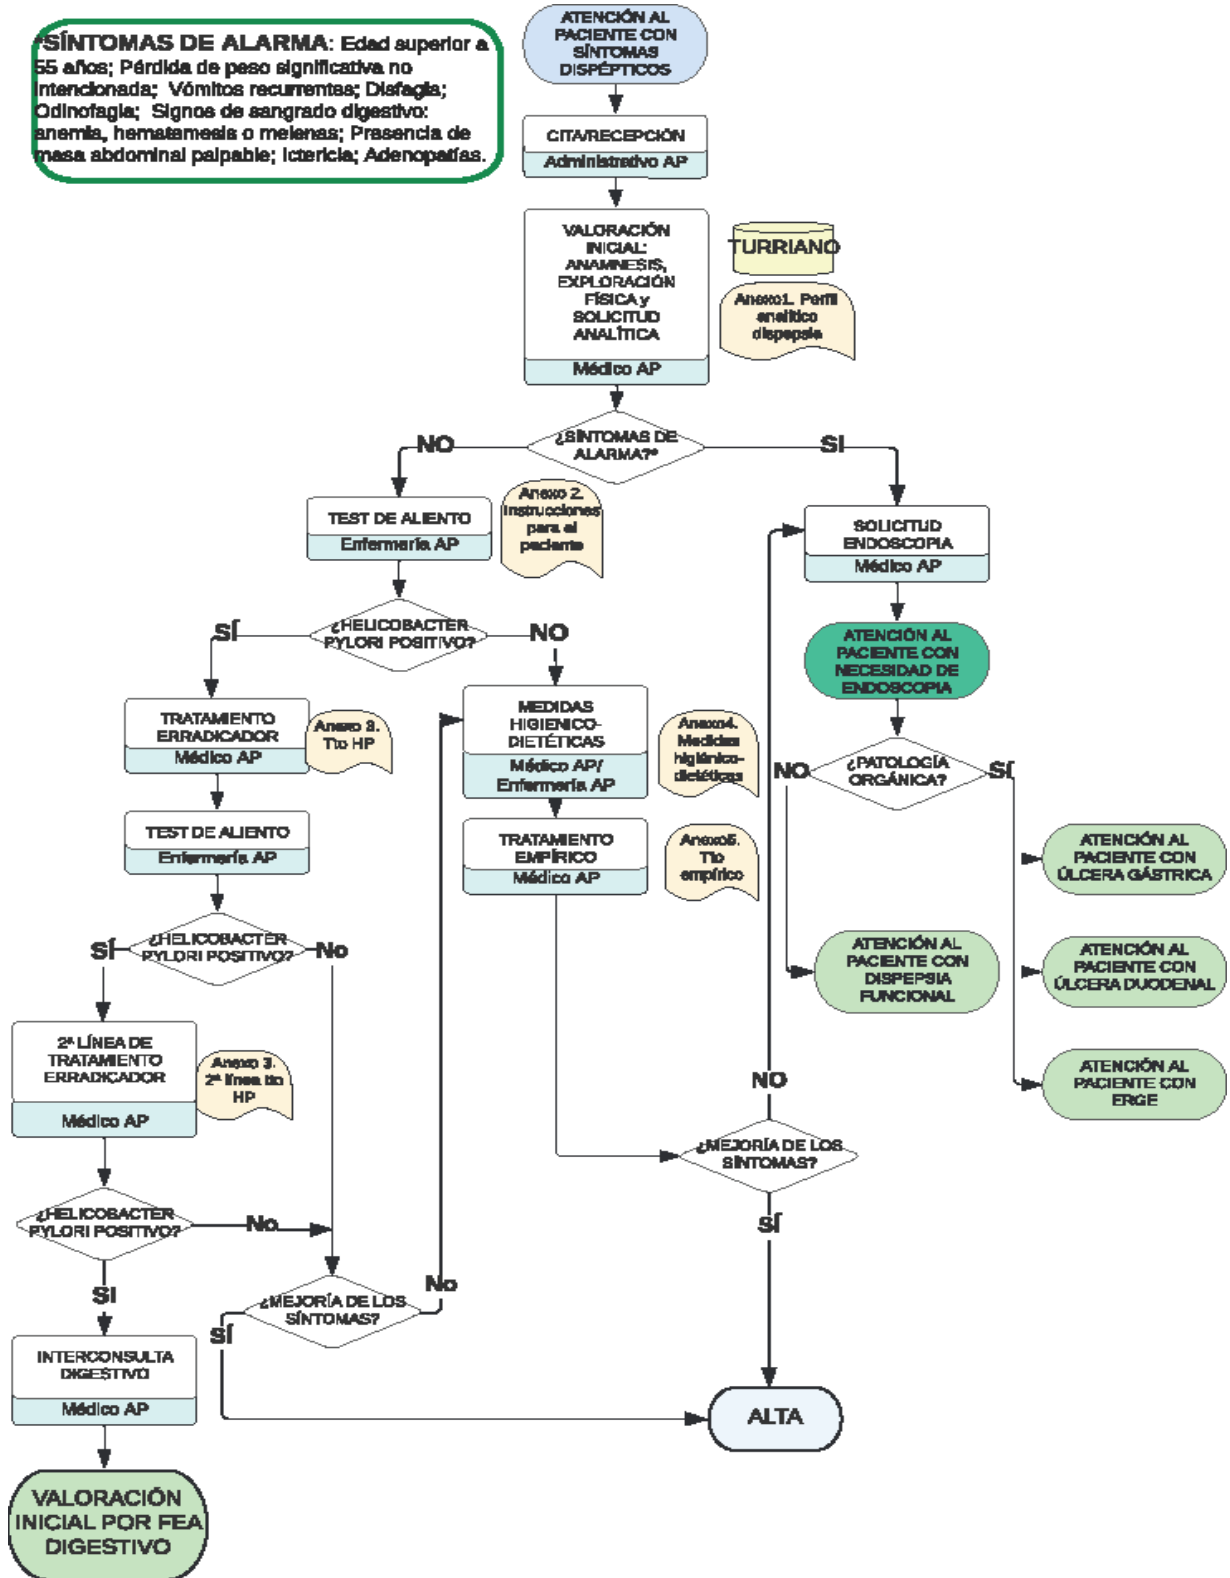 *SÍNTOMAS DE ALARMA: Edad superior a
55 años; Pérdida de peso significativa no
intencionada; Vómitos recurrentes; Disfagia;
Odinofagia; Signos de sangrado digestivo:
anemia, hematemesis o melenas; Presencia de
masa abdominal palpable; Ictericia; Adenopatías.
ATENCIÓN AL
PACIENTE CON
SÍNTOMAS
DISPÉPTICOS
CITA/RECEPCIÓN
Administrativo AP
VALORACIÓN
INICIAL:
ANAMNESIS,
EXPLORACIÓN
FÍSICA y
SOLICITUD
ANALÍTICA
Médico AP
TURRIANO
Anexo1. Perfil
analítico
dispepsia
¿SÍNTOMAS DE
ALARMA?*
NO
SI
TEST DE ALIENTO
Enfermería AP
Anexo 2.
Instrucciones
para el
paciente
SOLICITUD
ENDOSCOPIA
Médico AP
¿HELICOBACTER
PYLORI POSITIVO?
SÍ
NO
ATENCIÓN AL
PACIENTE CON
NECESIDAD DE
ENDOSCOPIA
TRATAMIENTO
ERRADICADOR
Médico AP
Anexo 3.
Tto HP
MEDIDAS
HIGIENICO-
DIETÉTICAS
Médico AP/
Enfermería AP
Anexo4.
Medidas
higiénico-
dietéticas
¿PATOLOGÍA
ORGÁNICA?
NO
SÍ
TEST DE ALIENTO
Enfermería AP
TRATAMIENTO
EMPÍRICO
Médico AP
Anexo5.
Tto
empírico
ATENCIÓN AL
PACIENTE CON
ÚLCERA GÁSTRICA
¿HELICOBACTER
PYLORI POSITIVO?
SÍ
No
ATENCIÓN AL
PACIENTE CON
DISPEPSIA
FUNCIONAL
ATENCIÓN AL
PACIENTE CON
ÚLCERA DUODENAL
2ª LÍNEA DE
TRATAMIENTO
ERRADICADOR
Médico AP
Anexo 3.
2ª línea tto
HP
ATENCIÓN AL
PACIENTE CON
ERGE
NO
¿MEJORÍA DE LOS
SÍNTOMAS?
SÍ
¿HELICOBACTER
PYLORI POSITIVO?
No
SI
¿MEJORÍA DE LOS
SÍNTOMAS?
No
SÍ
INTERCONSULTA
DIGESTIVO
Médico AP
ALTA
VALORACIÓN
INICIAL POR FEA
DIGESTIVO